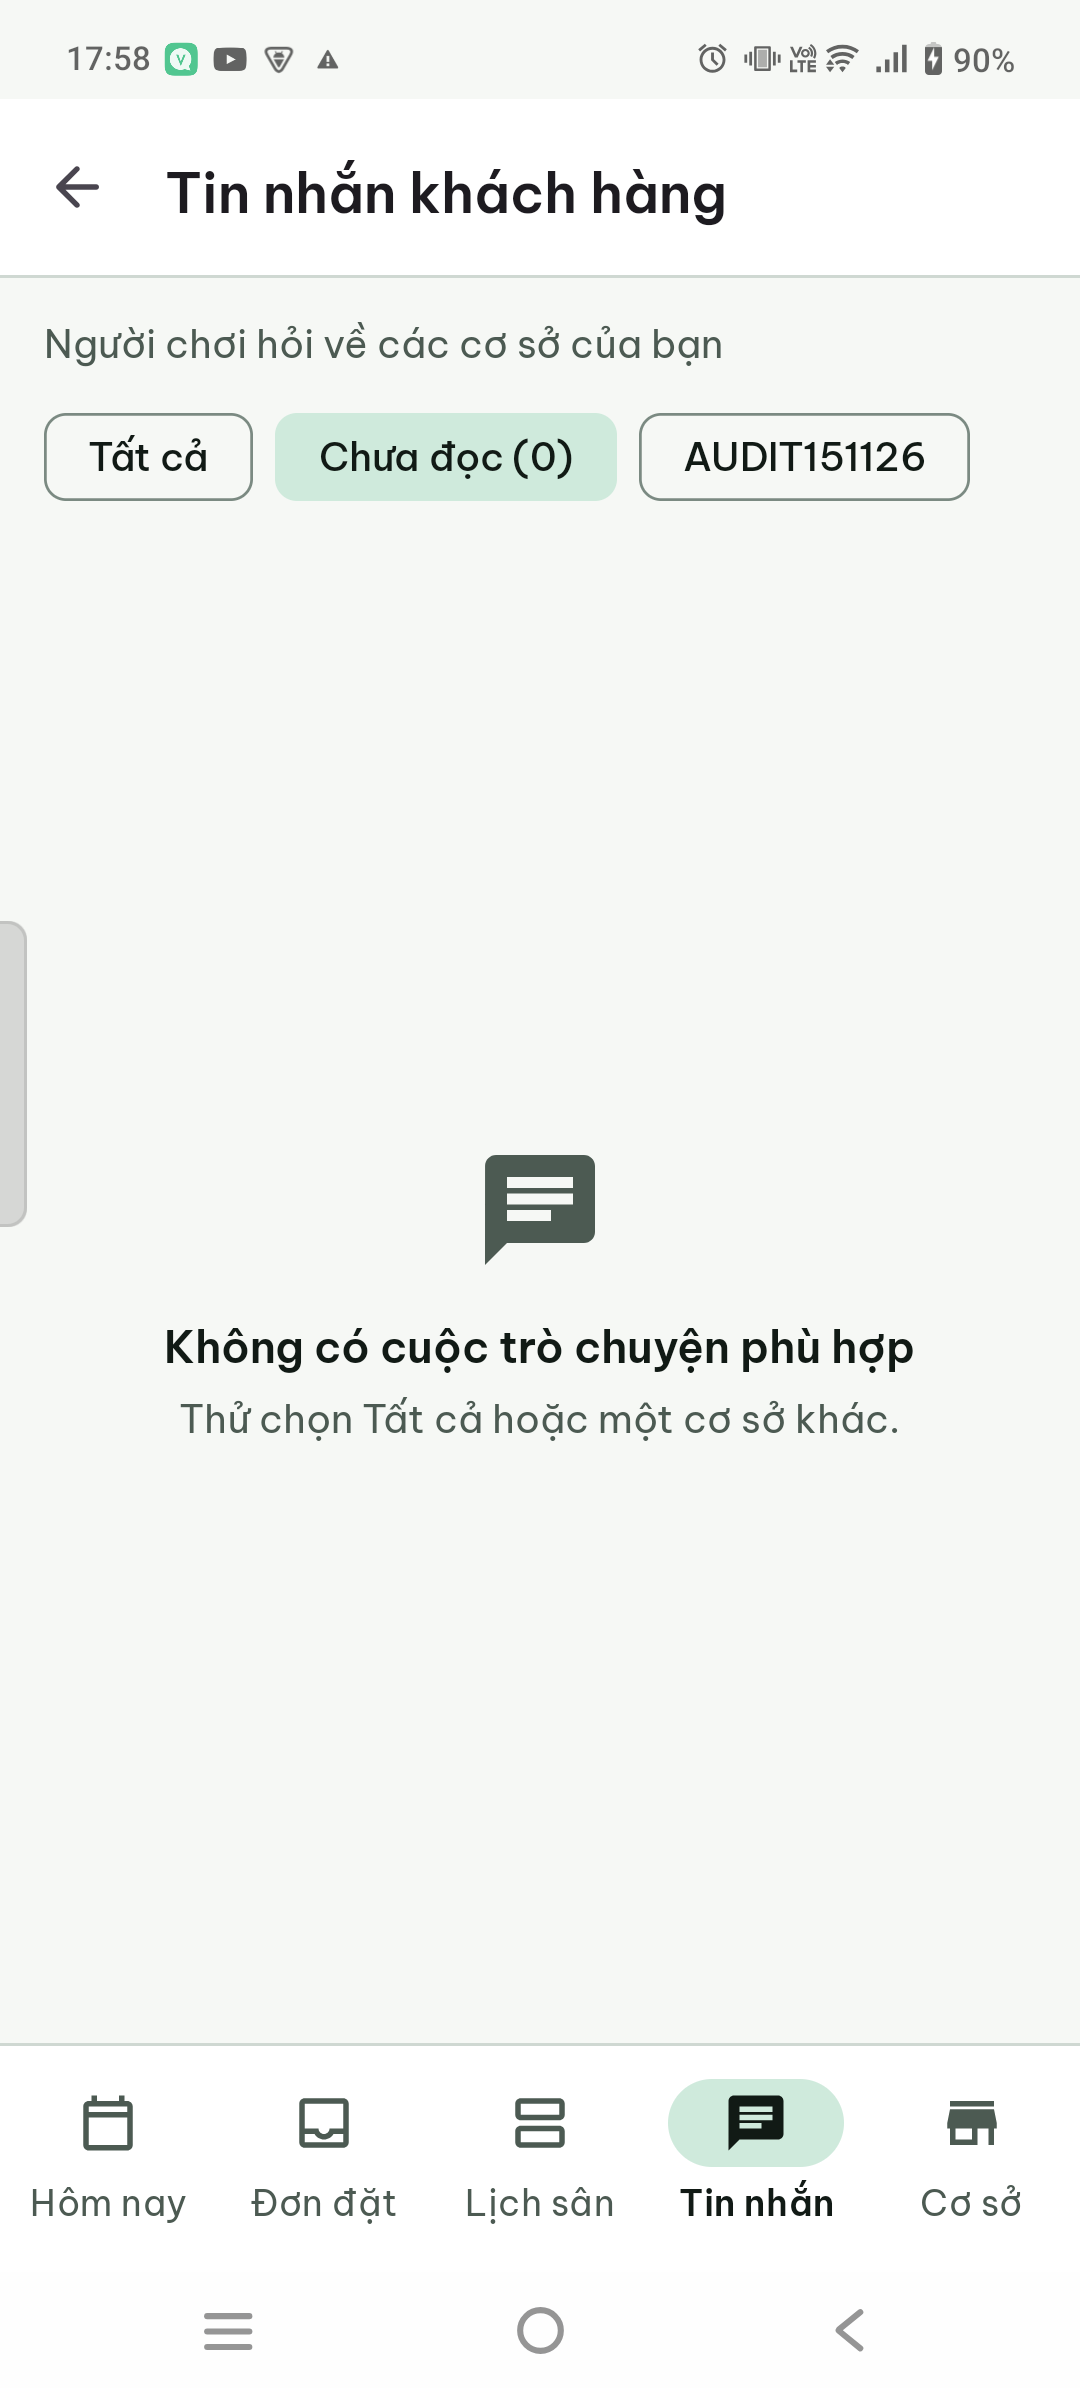 17:58
VoLTE 90%
Tin nhắn khách hàng
Người chơi hỏi về các cơ sở của bạn
Tất cả
Chưa đọc (0)
AUDIT151126
Không có cuộc trò chuyện phù hợp
Thử chọn Tất cả hoặc một cơ sở khác.
Hôm nay
Đơn đặt
Lịch sân
Tin nhắn
Cơ sở